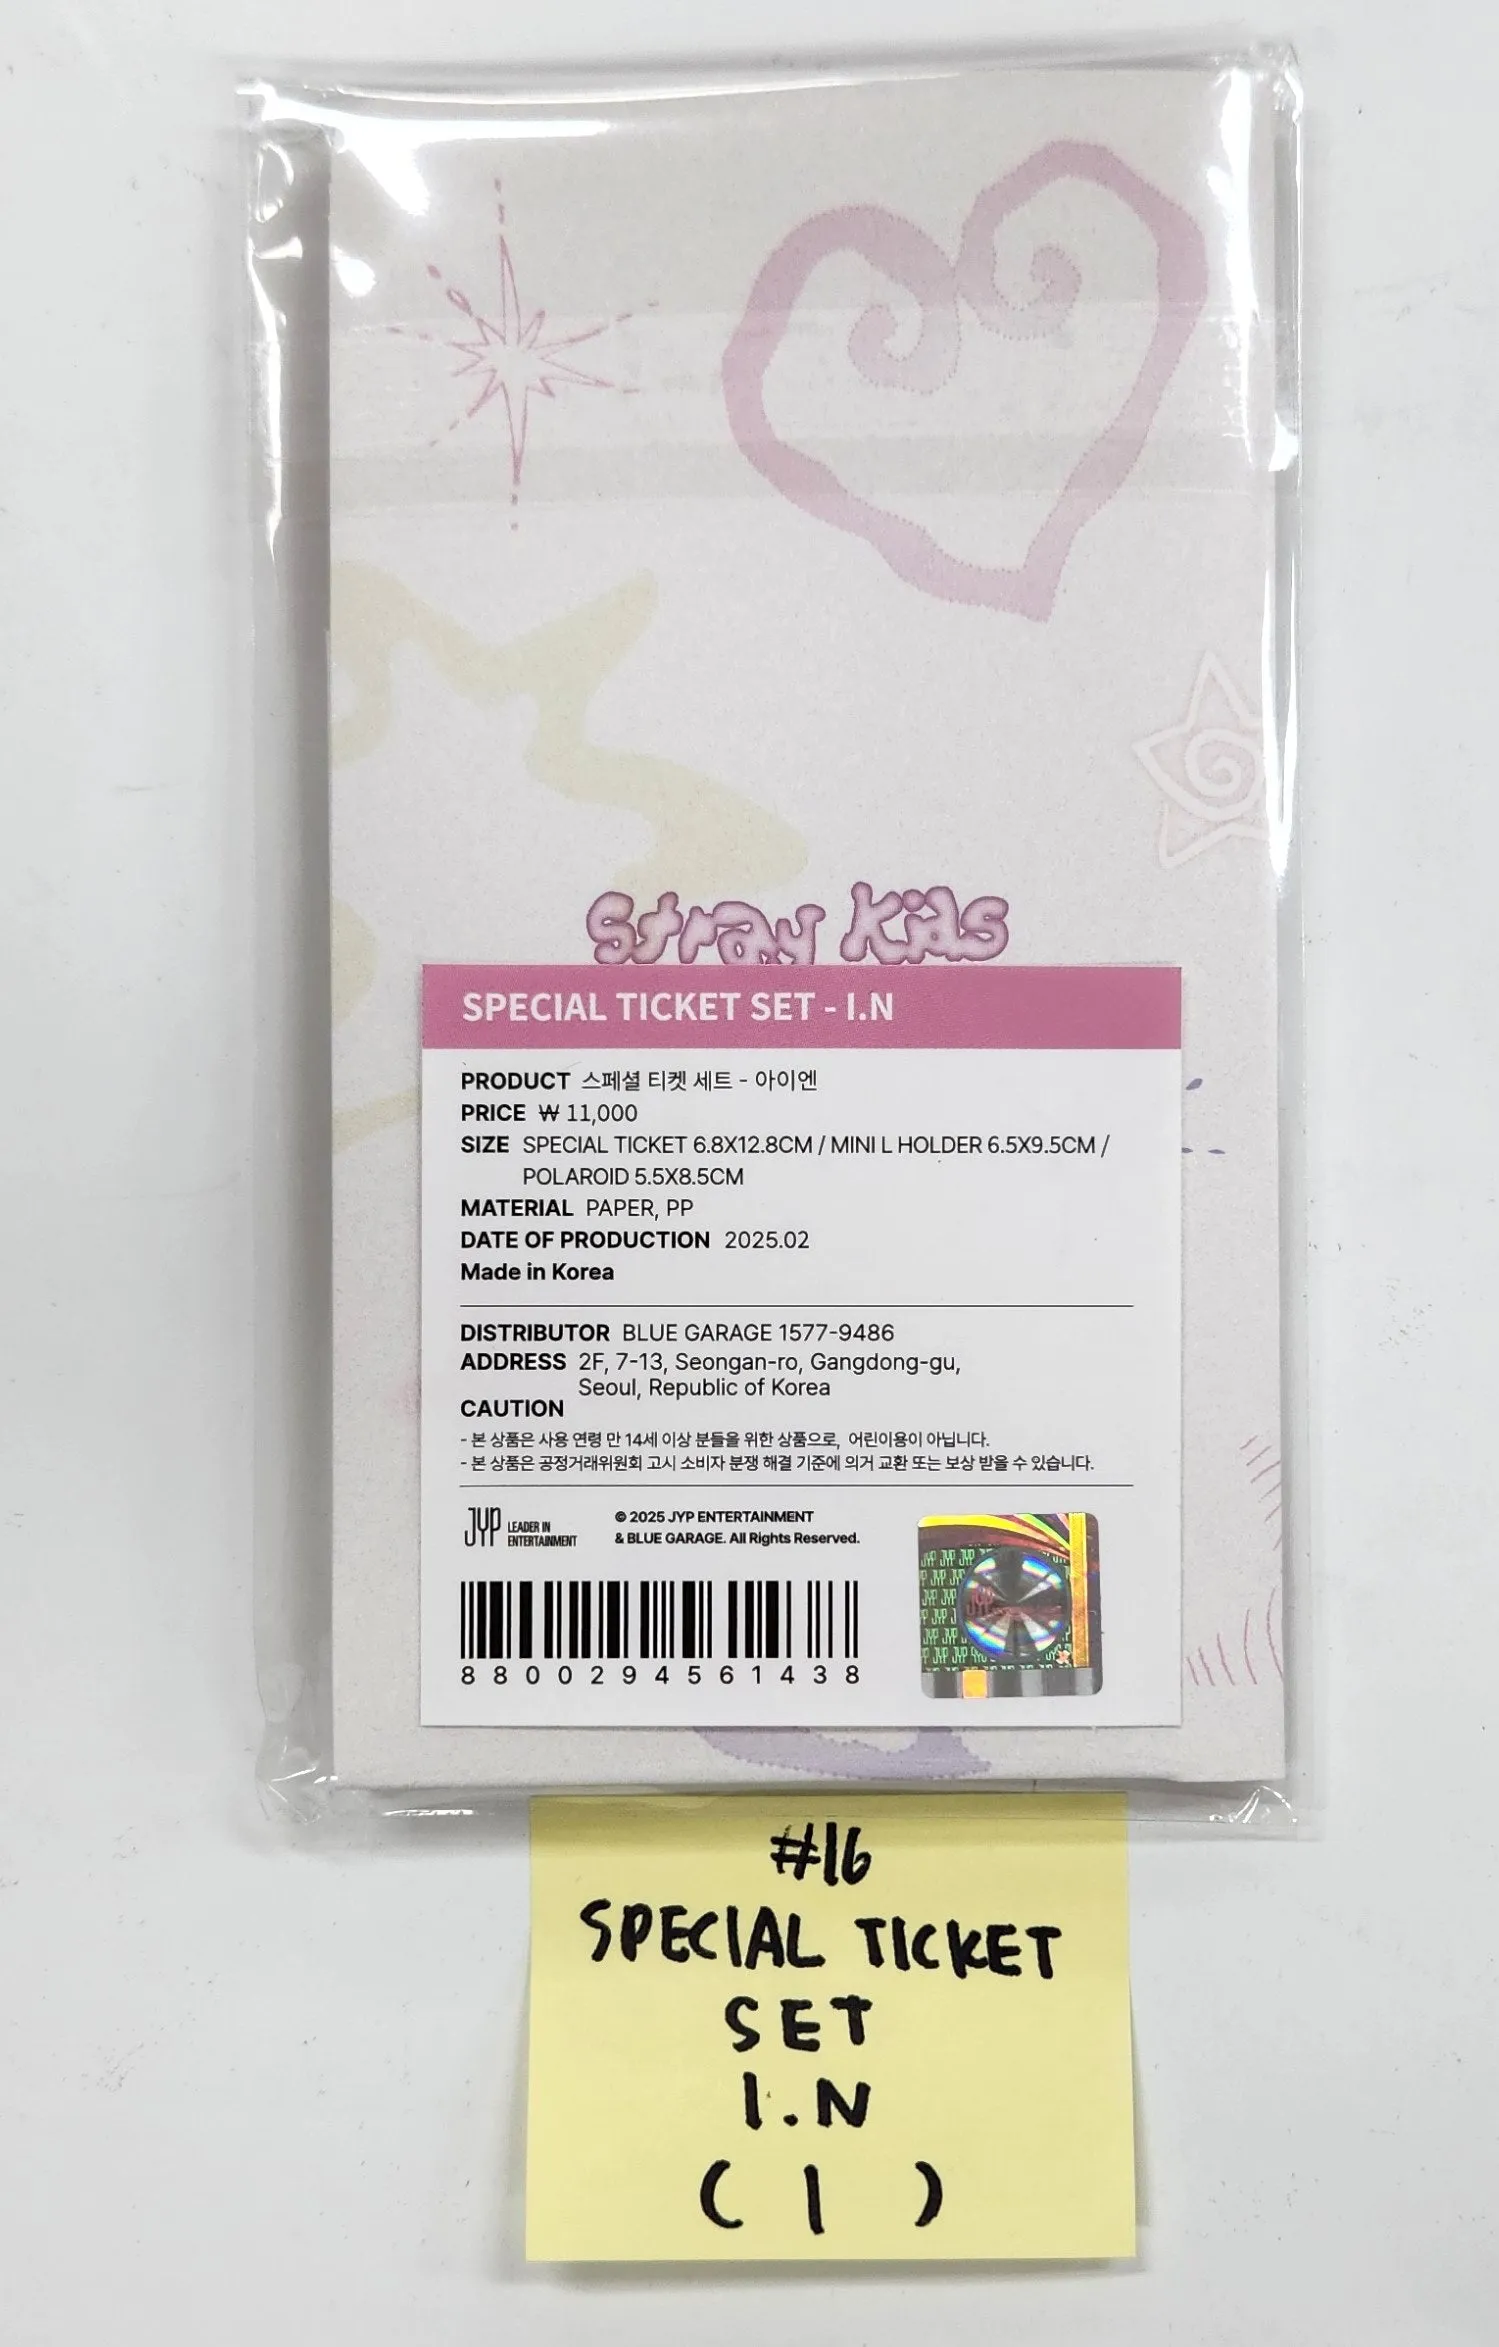 Stray Kids
SPECIAL TICKET SET - I.N
PRODUCT 스페셜 티켓 세트 - 아이엔
PRICE ₩ 11,000
SIZE SPECIAL TICKET 6.8X12.8CM / MINI L HOLDER 6.5X9.5CM /
POLAROID 5.5X8.5CM
MATERIAL PAPER, PP
DATE OF PRODUCTION 2025.02
Made in Korea
DISTRIBUTOR BLUE GARAGE 1577-9486
ADDRESS 2F, 7-13, Seongan-ro, Gangdong-gu,
Seoul, Republic of Korea
CAUTION
- 본 상품은 사용 연령 만 14세 이상 분들을 위한 상품으로, 어린이용이 아닙니다.
- 본 상품은 공정거래위원회 고시 소비자 분쟁 해결 기준에 의거 교환 또는 보상 받을 수 있습니다.
JYP LEADER IN
ENTERTAINMENT
© 2025 JYP ENTERTAINMENT
& BLUE GARAGE. All Rights Reserved.
8800294561438
JYP
#16
SPECIAL TICKET
SET
I.N
( 1 )